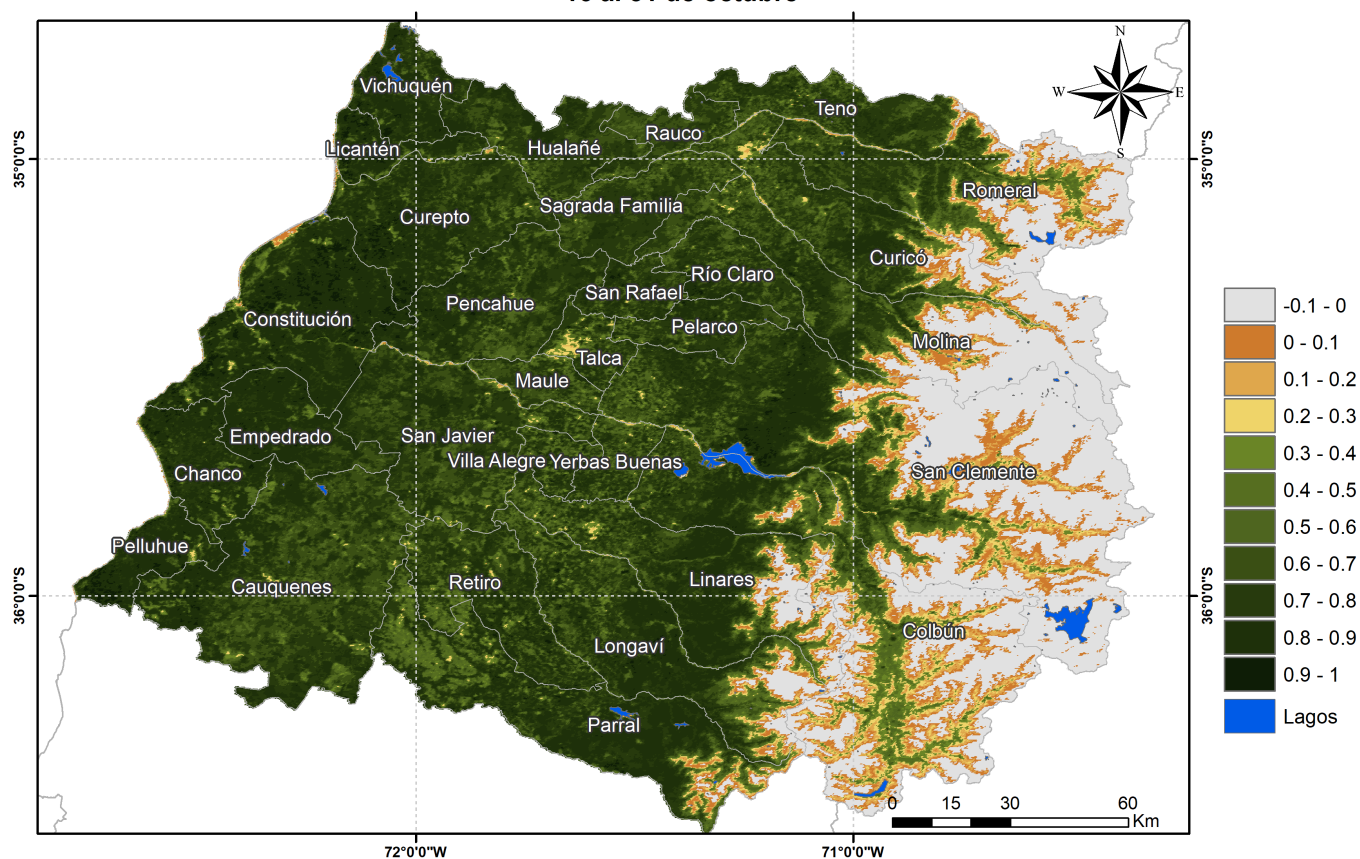 N
W E
S
Vichuquén
Teno
Rauco
Licantén
Hualañé
35°0'0"S
35°0'0"S
Romeral
Sagrada Familia
Curepto
Curicó
Río Claro
San Rafael
Pencahue
Constitución
Pelarco
Molina
Talca
Maule
Empedrado
San Javier
Villa Alegre
Yerbas Buenas
Chanco
San Clemente
Pelluhue
Linares
Retiro
Cauquenes
36°0'0"S
36°0'0"S
Colbún
Longaví
Parral
0 15 30 60
Km
72°0'0"W
71°0'0"W
-0.1 - 0
0 - 0.1
0.1 - 0.2
0.2 - 0.3
0.3 - 0.4
0.4 - 0.5
0.5 - 0.6
0.6 - 0.7
0.7 - 0.8
0.8 - 0.9
0.9 - 1
Lagos